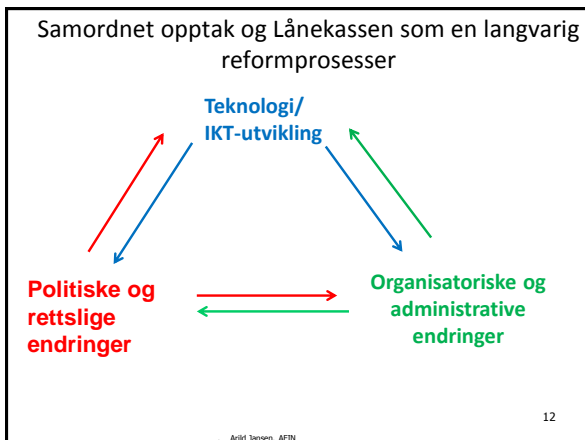 Samordnet opptak og Lånekassen som en langvarig
reformprosesser
Teknologi/
IKT-utvikling
Politiske og
rettslige
endringer
Organisatoriske og
administrative
endringer
12
Arild Jansen, AFIN